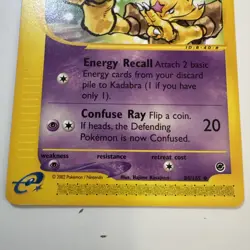 Energy Recall Attach 2 basic
Energy cards from your discard
pile to Kadabra (1 if you have
only 1).
Confuse Ray Flip a coin.
If heads, the Defending
Pokémon is now Confused.
20
weakness
resistance
retreat cost
e
©2002 Pokémon / Nintendo
Illus.